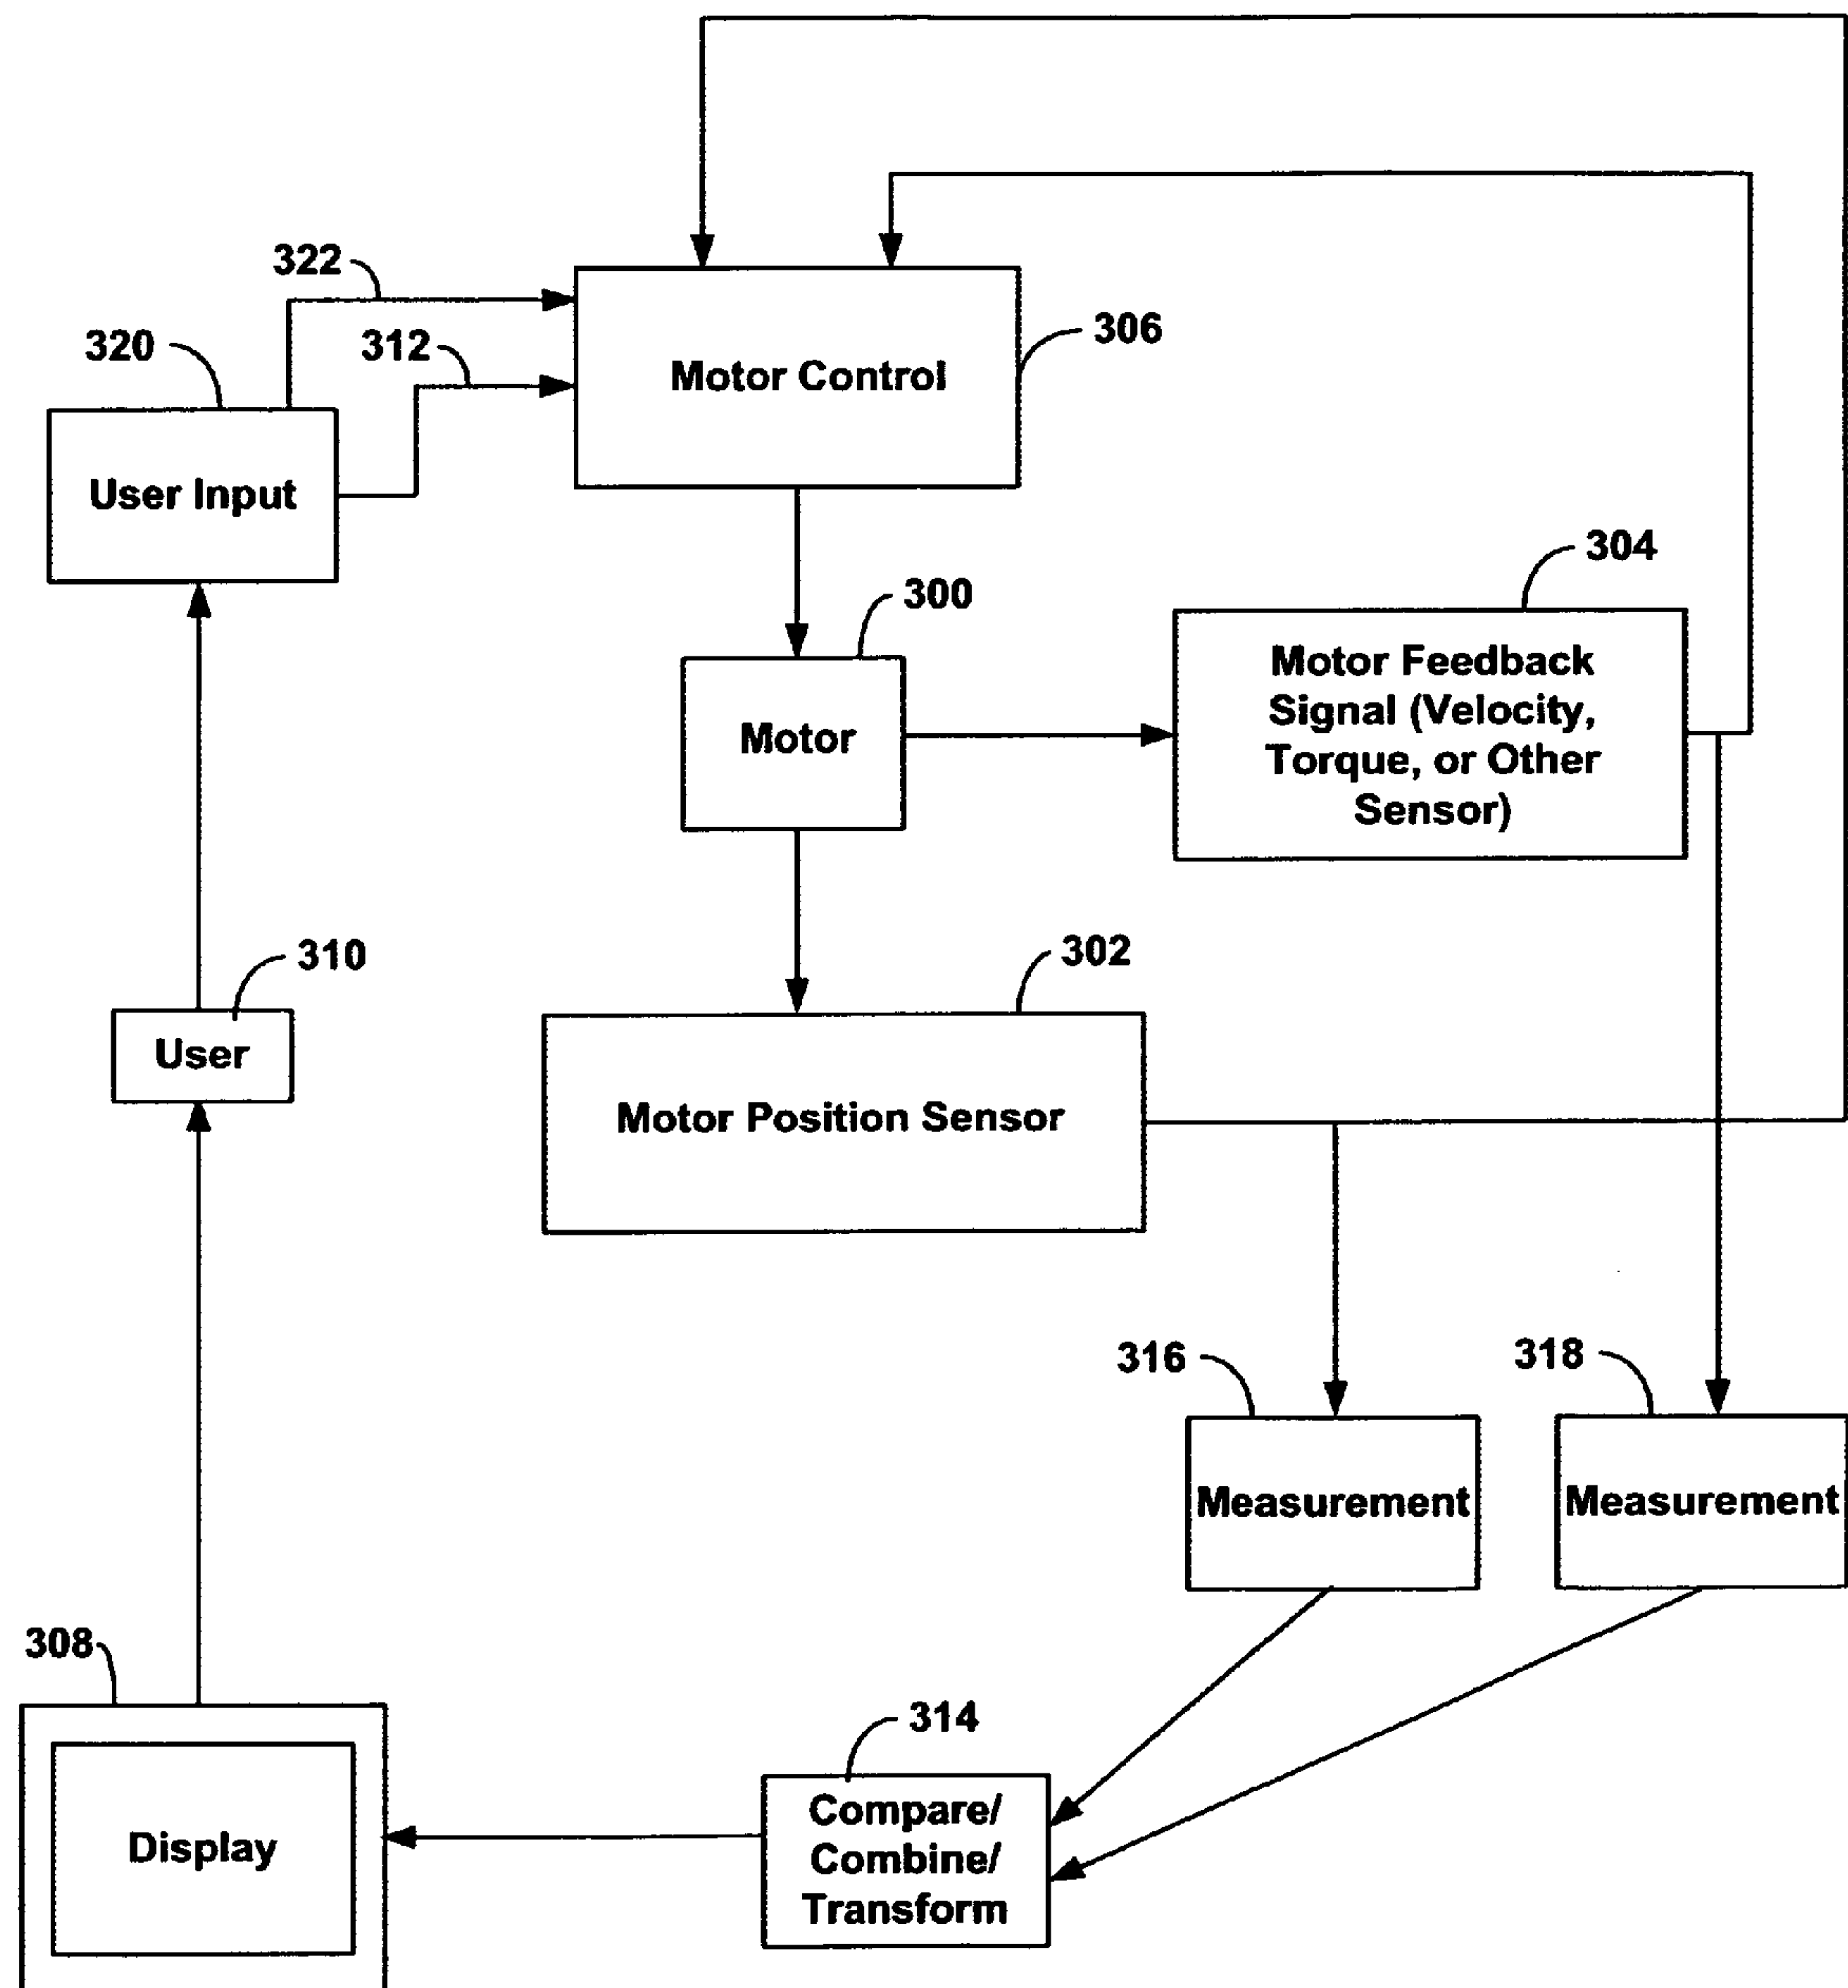 322
320
312
306
Motor Control
User Input
304
300
Motor Feedback
Signal (Velocity,
Torque, or Other
Sensor)
Motor
310
302
User
Motor Position Sensor
316
318
Measurement
Measurement
308
314
Display
Compare/
Combine/
Transform